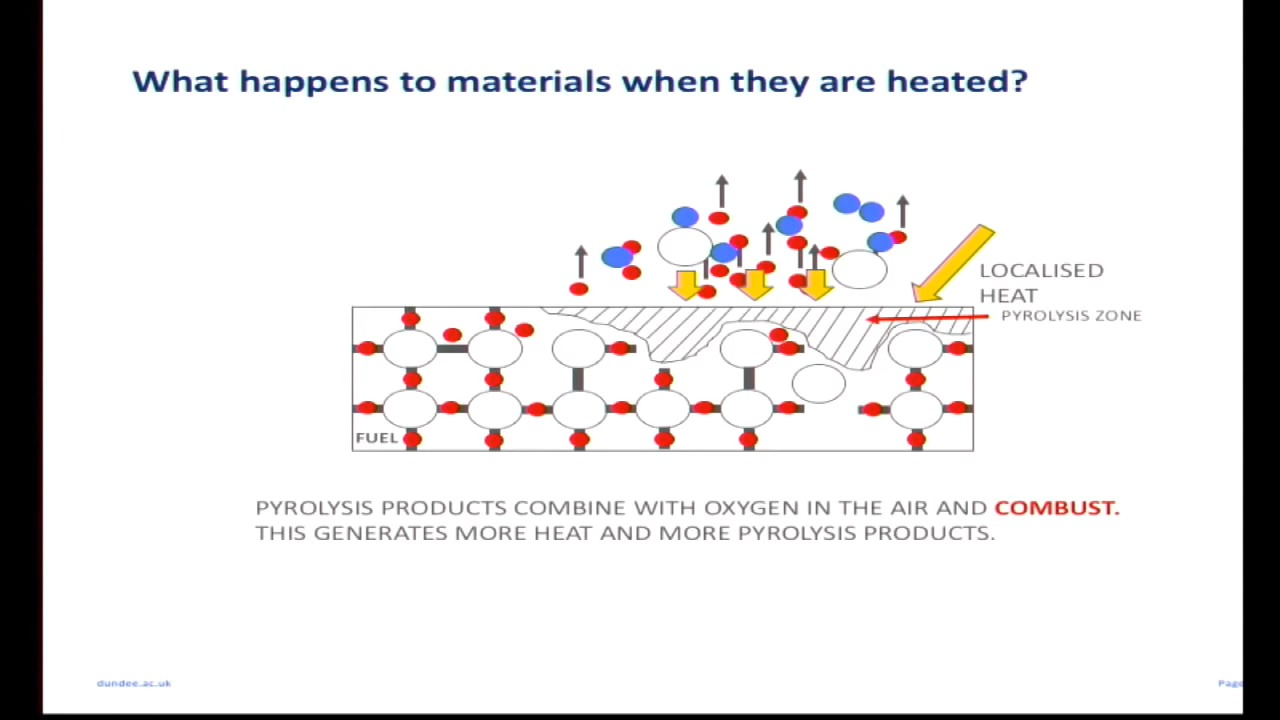 What happens to materials when they are heated?
LOCALISED
HEAT
PYROLYSIS ZONE
FUEL
PYROLYSIS PRODUCTS COMBINE WITH OXYGEN IN THE AIR AND COMBUST.
THIS GENERATES MORE HEAT AND MORE PYROLYSIS PRODUCTS.
dundee.ac.uk
Page